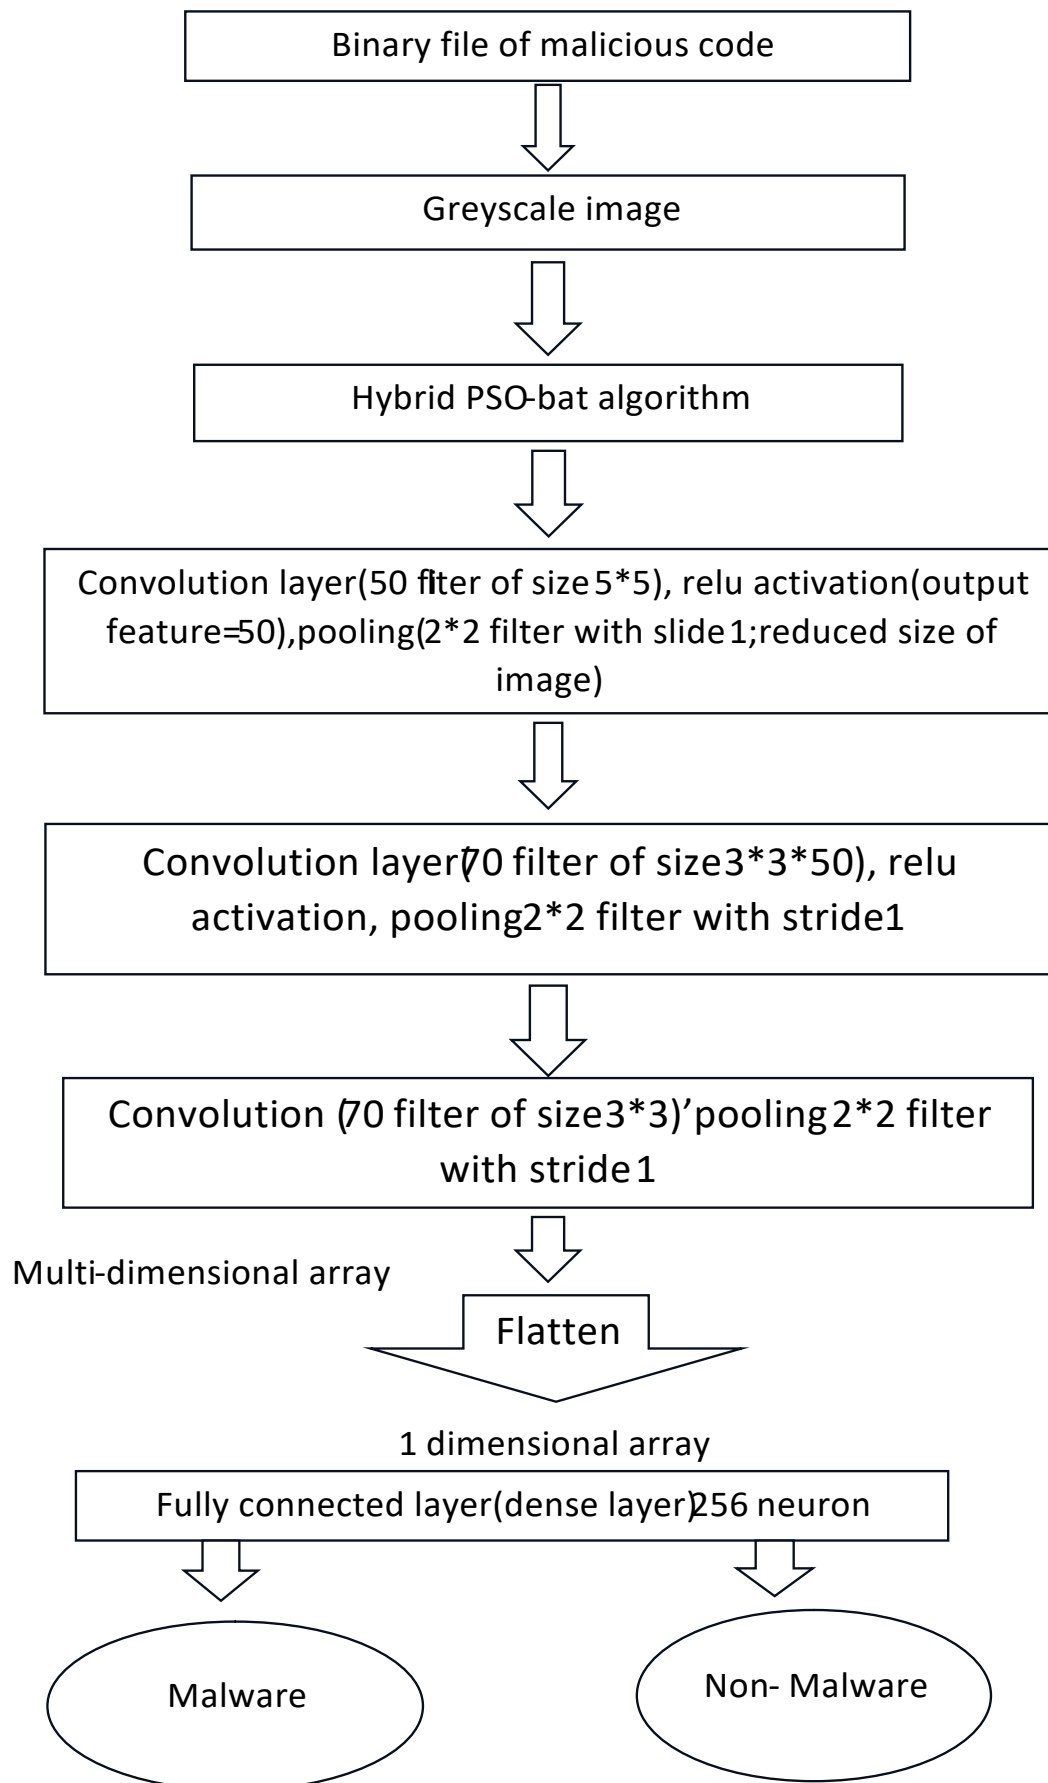 Binary file of malicious code
Greyscale image
Hybrid PSO-bat algorithm
Convolution layer(50 filter of size 5*5), relu activation(output
feature=50),pooling(2*2 filter with slide 1;reduced size of
image)
Convolution layer(70 filter of size 3*3*50), relu
activation, pooling 2*2 filter with stride1
Convolution (70 filter of size 3*3)’pooling 2*2 filter
with stride 1
Multi-dimensional array
Flatten
1 dimensional array
Fully connected layer(dense layer)256 neuron
Malware
Non- Malware